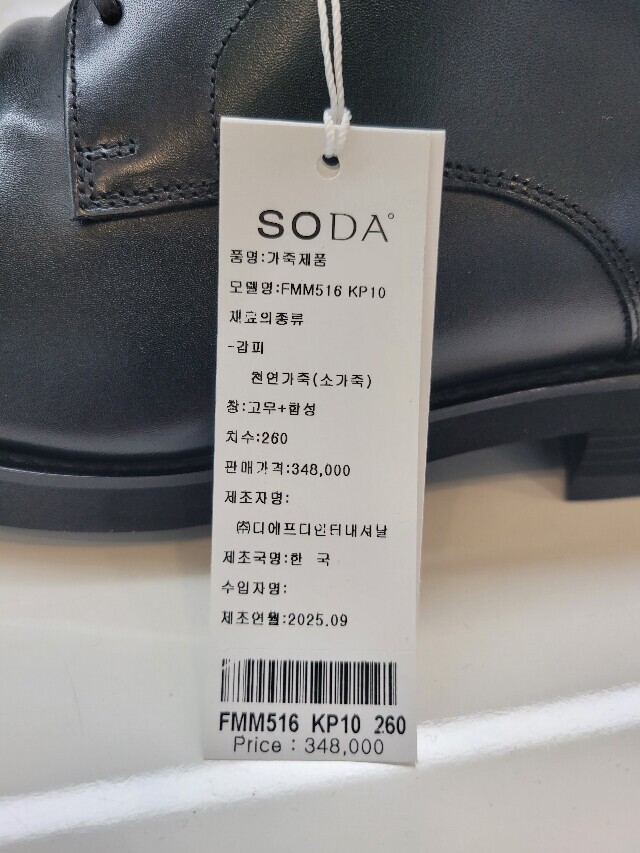 SODA
품명:가죽제품
모델명:FMM516 KP10
재료의종류
-갑피
천연가죽(소가죽)
창:고무+합성
치수:260
판매가격:348,000
제조자명:
㈜디에프디인터내셔날
제조국명:한 국
수입자명:
제조연월:2025.09
FMM516 KP10 260
Price : 348,000